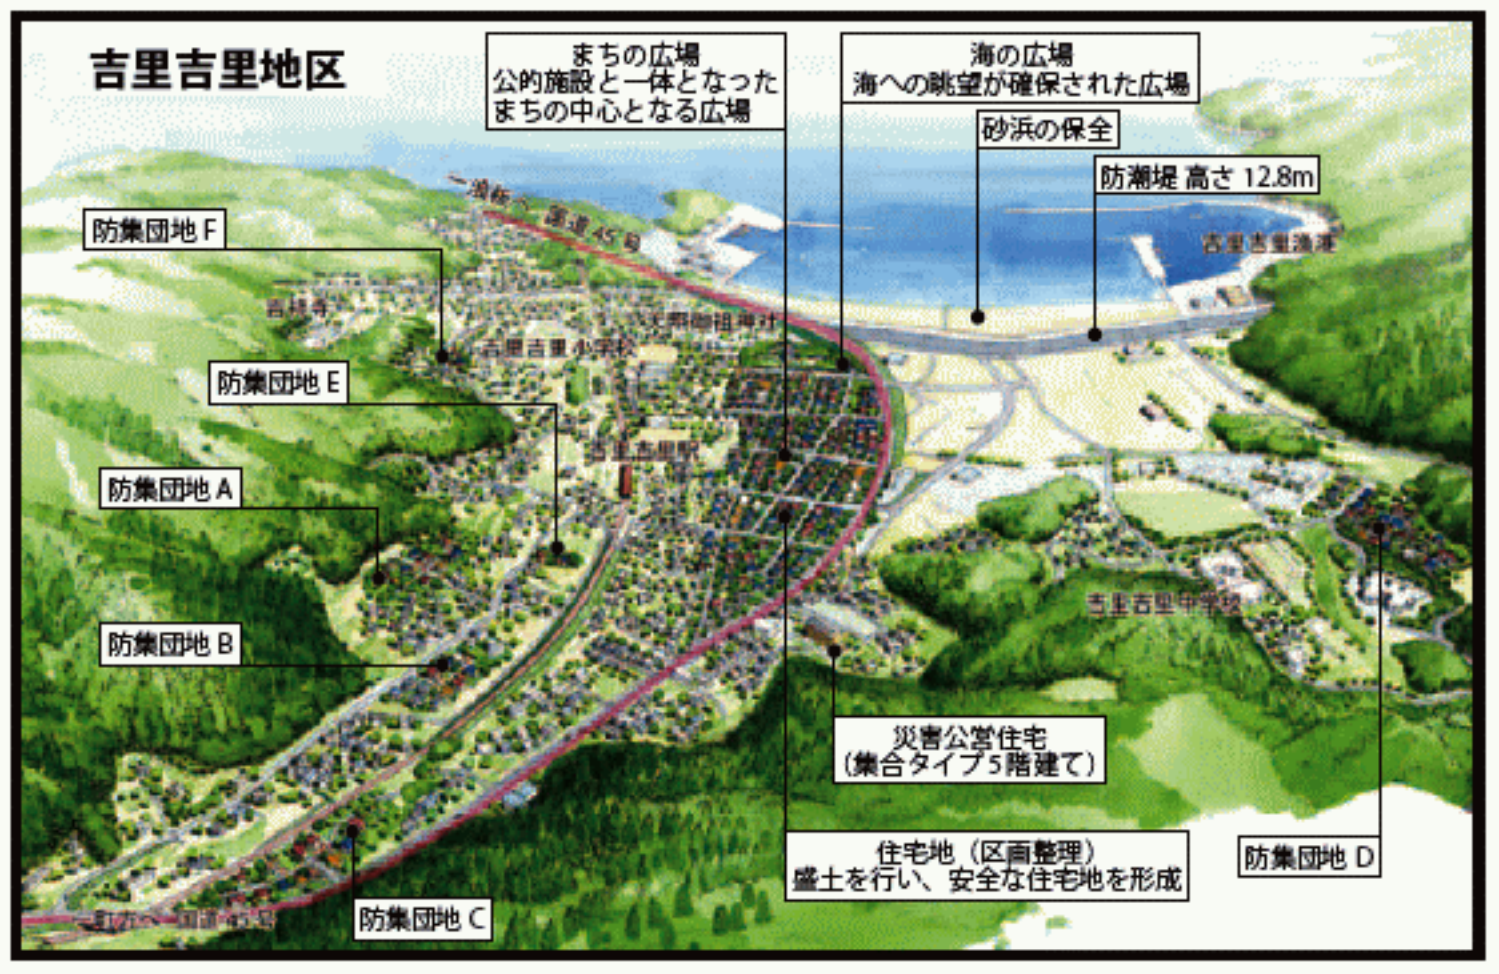 吉里吉里地区
まちの広場
公的施設と一体となった
まちの中心となる広場
海の広場
海への眺望が確保された広場
砂浜の保全
防潮堤 高さ 12.8m
国道 45 号
吉里吉里漁港
防集団地 F
吉祥寺
天照御祖神社
吉里吉里小学校
防集団地 E
吉里吉里駅
防集団地 A
吉里吉里中学校
防集団地 B
災害公営住宅
（集合タイプ 5 階建て）
住宅地（区画整理）
盛土を行い、安全な住宅地を形成
防集団地 D
防集団地 C
国道 45 号